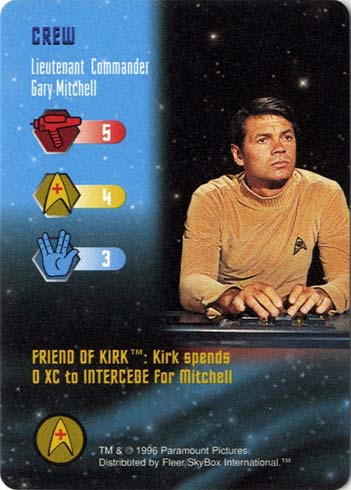 CREW
Lieutenant Commander
Gary Mitchell
5
4
3
FRIEND OF KIRK™: Kirk spends
0 XC to INTERCEDE for Mitchell
TM & © 1996 Paramount Pictures.
Distributed by Fleer/SkyBox International.™